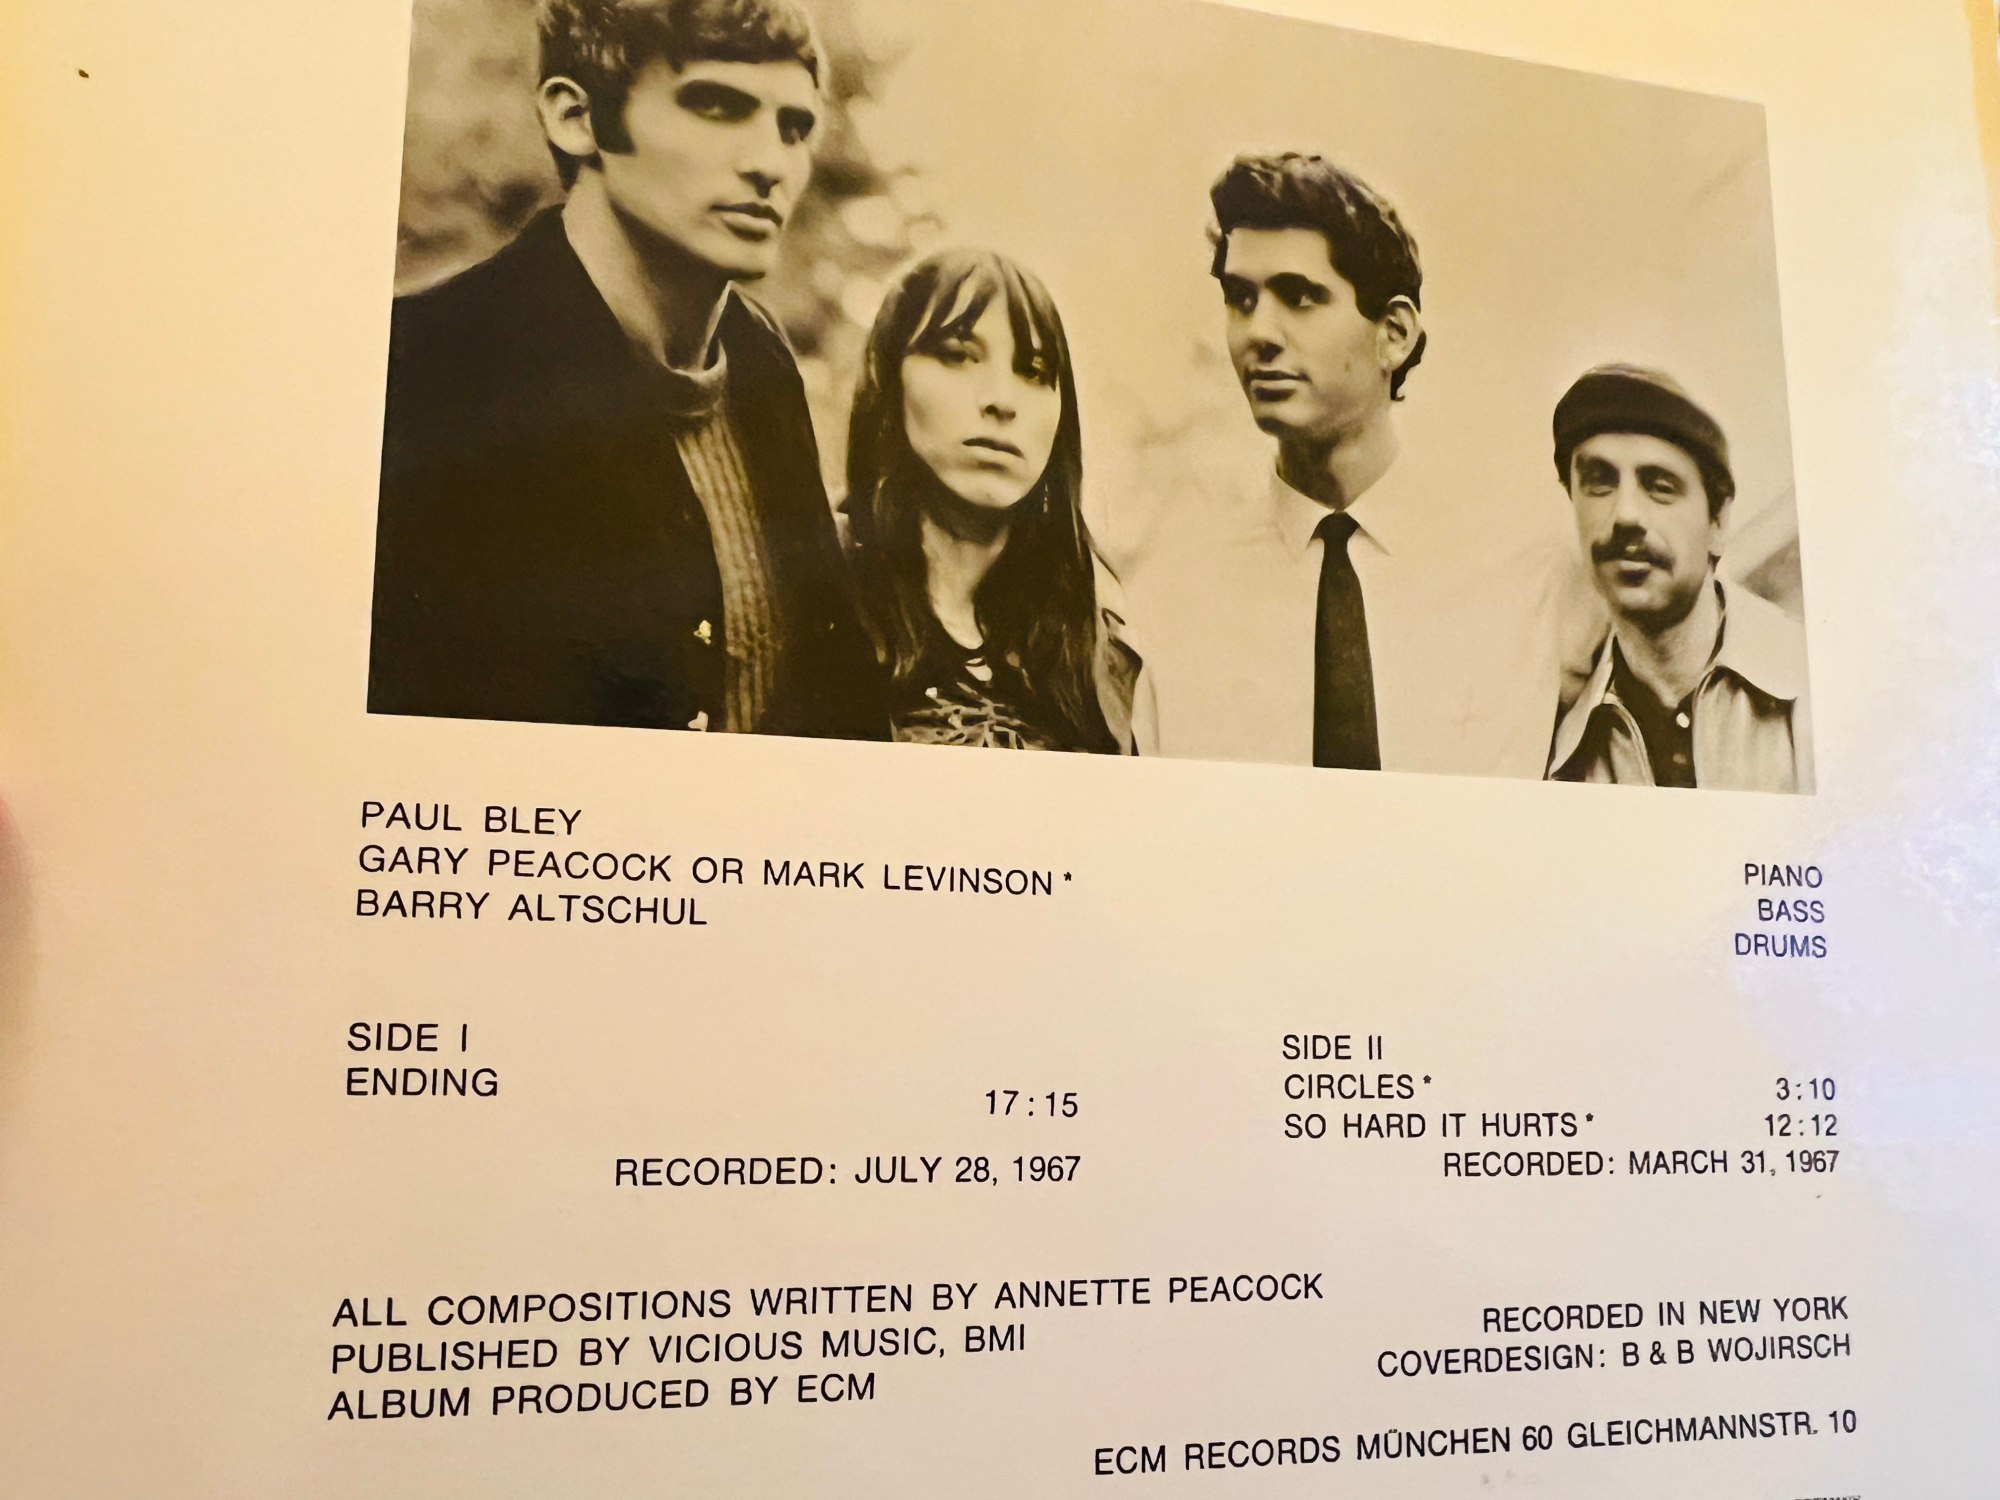 PAUL BLEY
GARY PEACOCK OR MARK LEVINSON*
BARRY ALTSCHUL
PIANO
BASS
DRUMS
SIDE I
ENDING 17:15
RECORDED: JULY 28, 1967
SIDE II
CIRCLES* 3:10
SO HARD IT HURTS* 12:12
RECORDED: MARCH 31, 1967
ALL COMPOSITIONS WRITTEN BY ANNETTE PEACOCK
PUBLISHED BY VICIOUS MUSIC, BMI
ALBUM PRODUCED BY ECM
RECORDED IN NEW YORK
COVERDESIGN: B & B WOJIRSCH
ECM RECORDS MÜNCHEN 60 GLEICHMANNSTR. 10